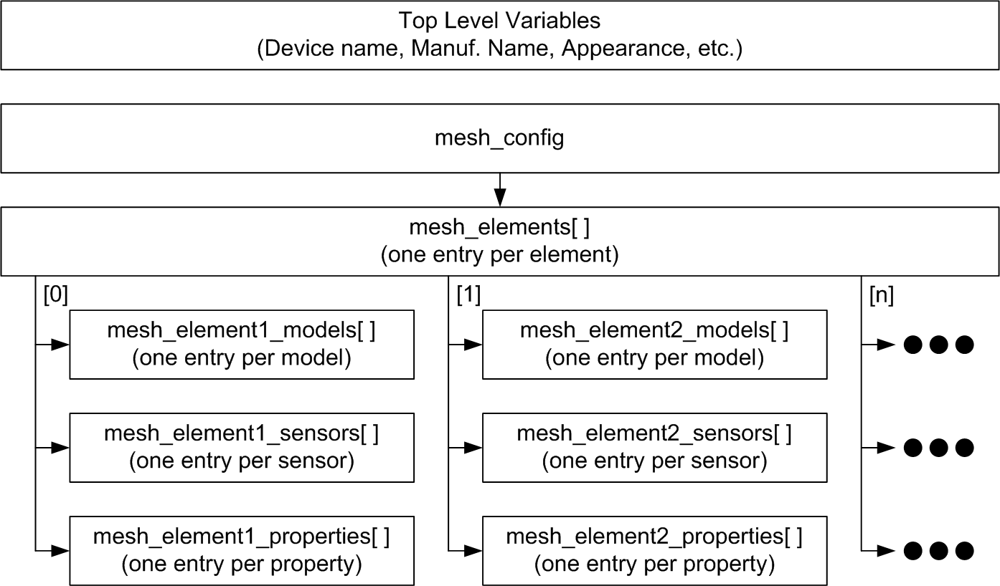 Top Level Variables
(Device name, Manuf. Name, Appearance, etc.)
mesh_config
mesh_elements[ ]
(one entry per element)
[0]
[1]
[n]
mesh_element1_models[ ]
(one entry per model)
mesh_element2_models[ ]
(one entry per model)
mesh_element1_sensors[ ]
(one entry per sensor)
mesh_element2_sensors[ ]
(one entry per sensor)
mesh_element1_properties[ ]
(one entry per property)
mesh_element2_properties[ ]
(one entry per property)